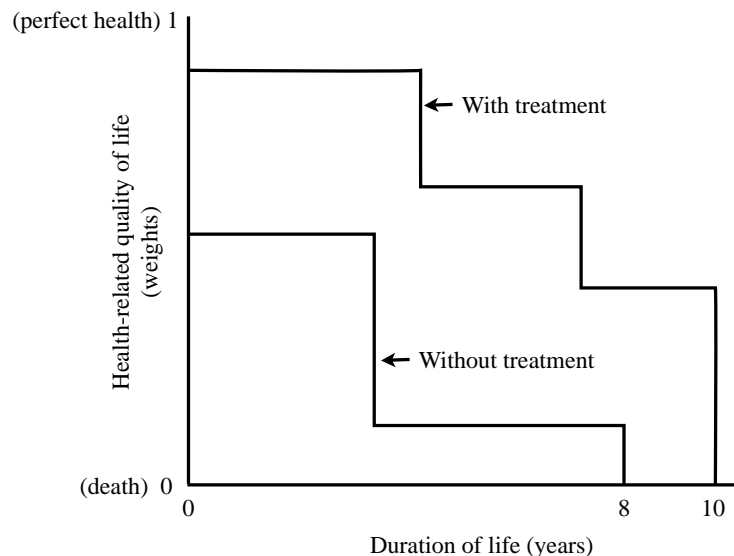 (perfect health) 1
With treatment
Health-related quality of life
(weights)
Without treatment
(death) 0
0 8 10
Duration of life (years)